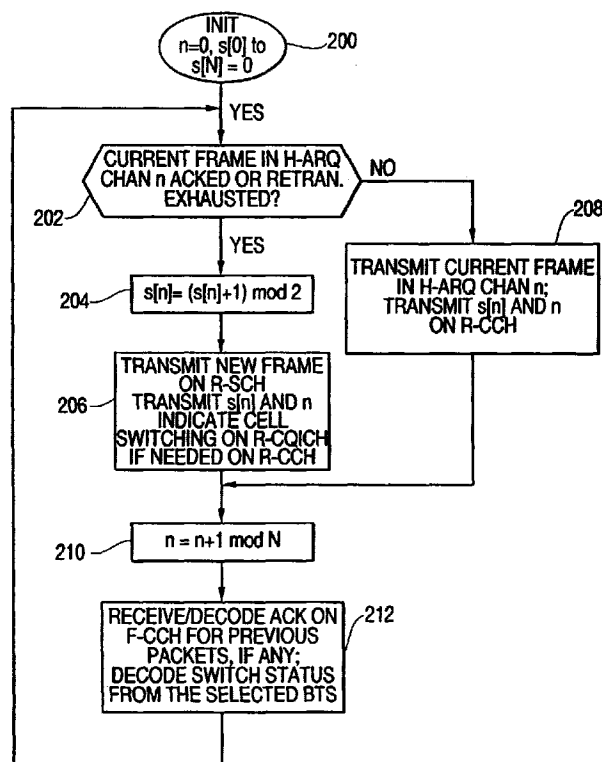 INIT
n=0, s[0] to
s[N] = 0
200
YES
CURRENT FRAME IN H-ARQ
CHAN n ACKED OR RETRAN.
EXHAUSTED?
202
NO
YES
208
204
s[n]= (s[n]+1) mod 2
TRANSMIT CURRENT FRAME
IN H-ARQ CHAN n;
TRANSMIT s[n] AND n
ON R-CCH
206
TRANSMIT NEW FRAME
ON R-SCH
TRANSMIT s[n] AND n
INDICATE CELL
SWITCHING ON R-CQICH
IF NEEDED ON R-CCH
210
n = n+1 mod N
212
RECEIVE/DECODE ACK ON
F-CCH FOR PREVIOUS
PACKETS, IF ANY;
DECODE SWITCH STATUS
FROM THE SELECTED BTS